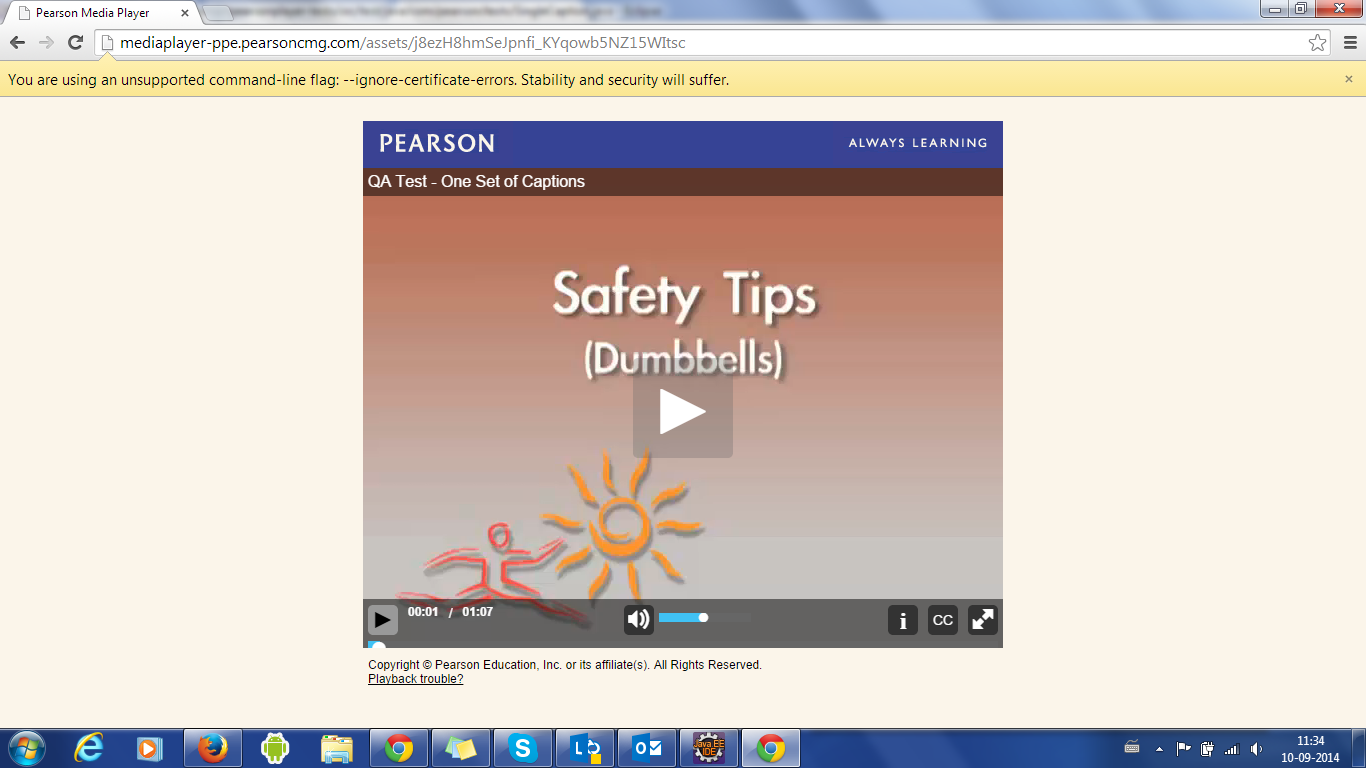 Pearson Media Player
mediaplayer-ppe.pearsoncmg.com/assets/j8ezH8hmSeJpnfi_KYqowb5NZ15WItsc
You are using an unsupported command-line flag: --ignore-certificate-errors. Stability and security will suffer.
PEARSON
ALWAYS LEARNING
QA Test - One Set of Captions
Safety Tips
(Dumbbells)
00:01 / 01:07
i CC
Copyright © Pearson Education, Inc. or its affiliate(s). All Rights Reserved.
Playback trouble?
Java EE
IDE
11:34
10-09-2014